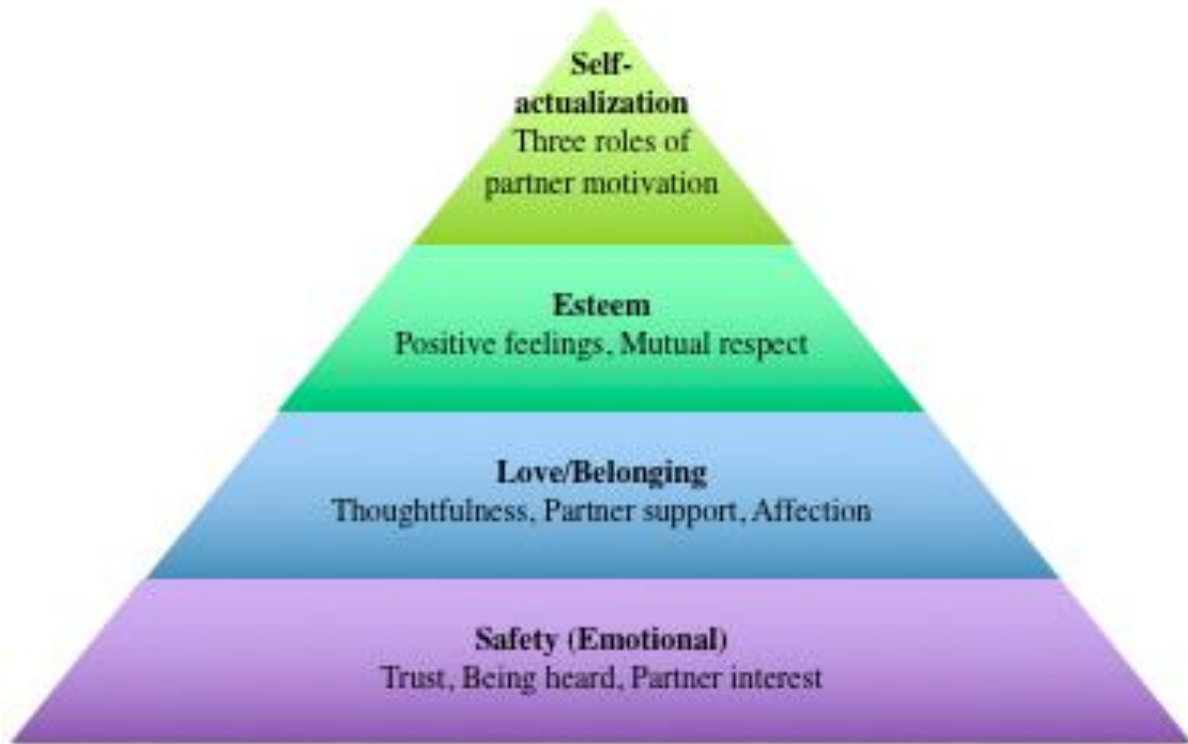 Self-
actualization
Three roles of
partner motivation
Esteem
Positive feelings, Mutual respect
Love/Belonging
Thoughtfulness, Partner support, Affection
Safety (Emotional)
Trust, Being heard, Partner interest